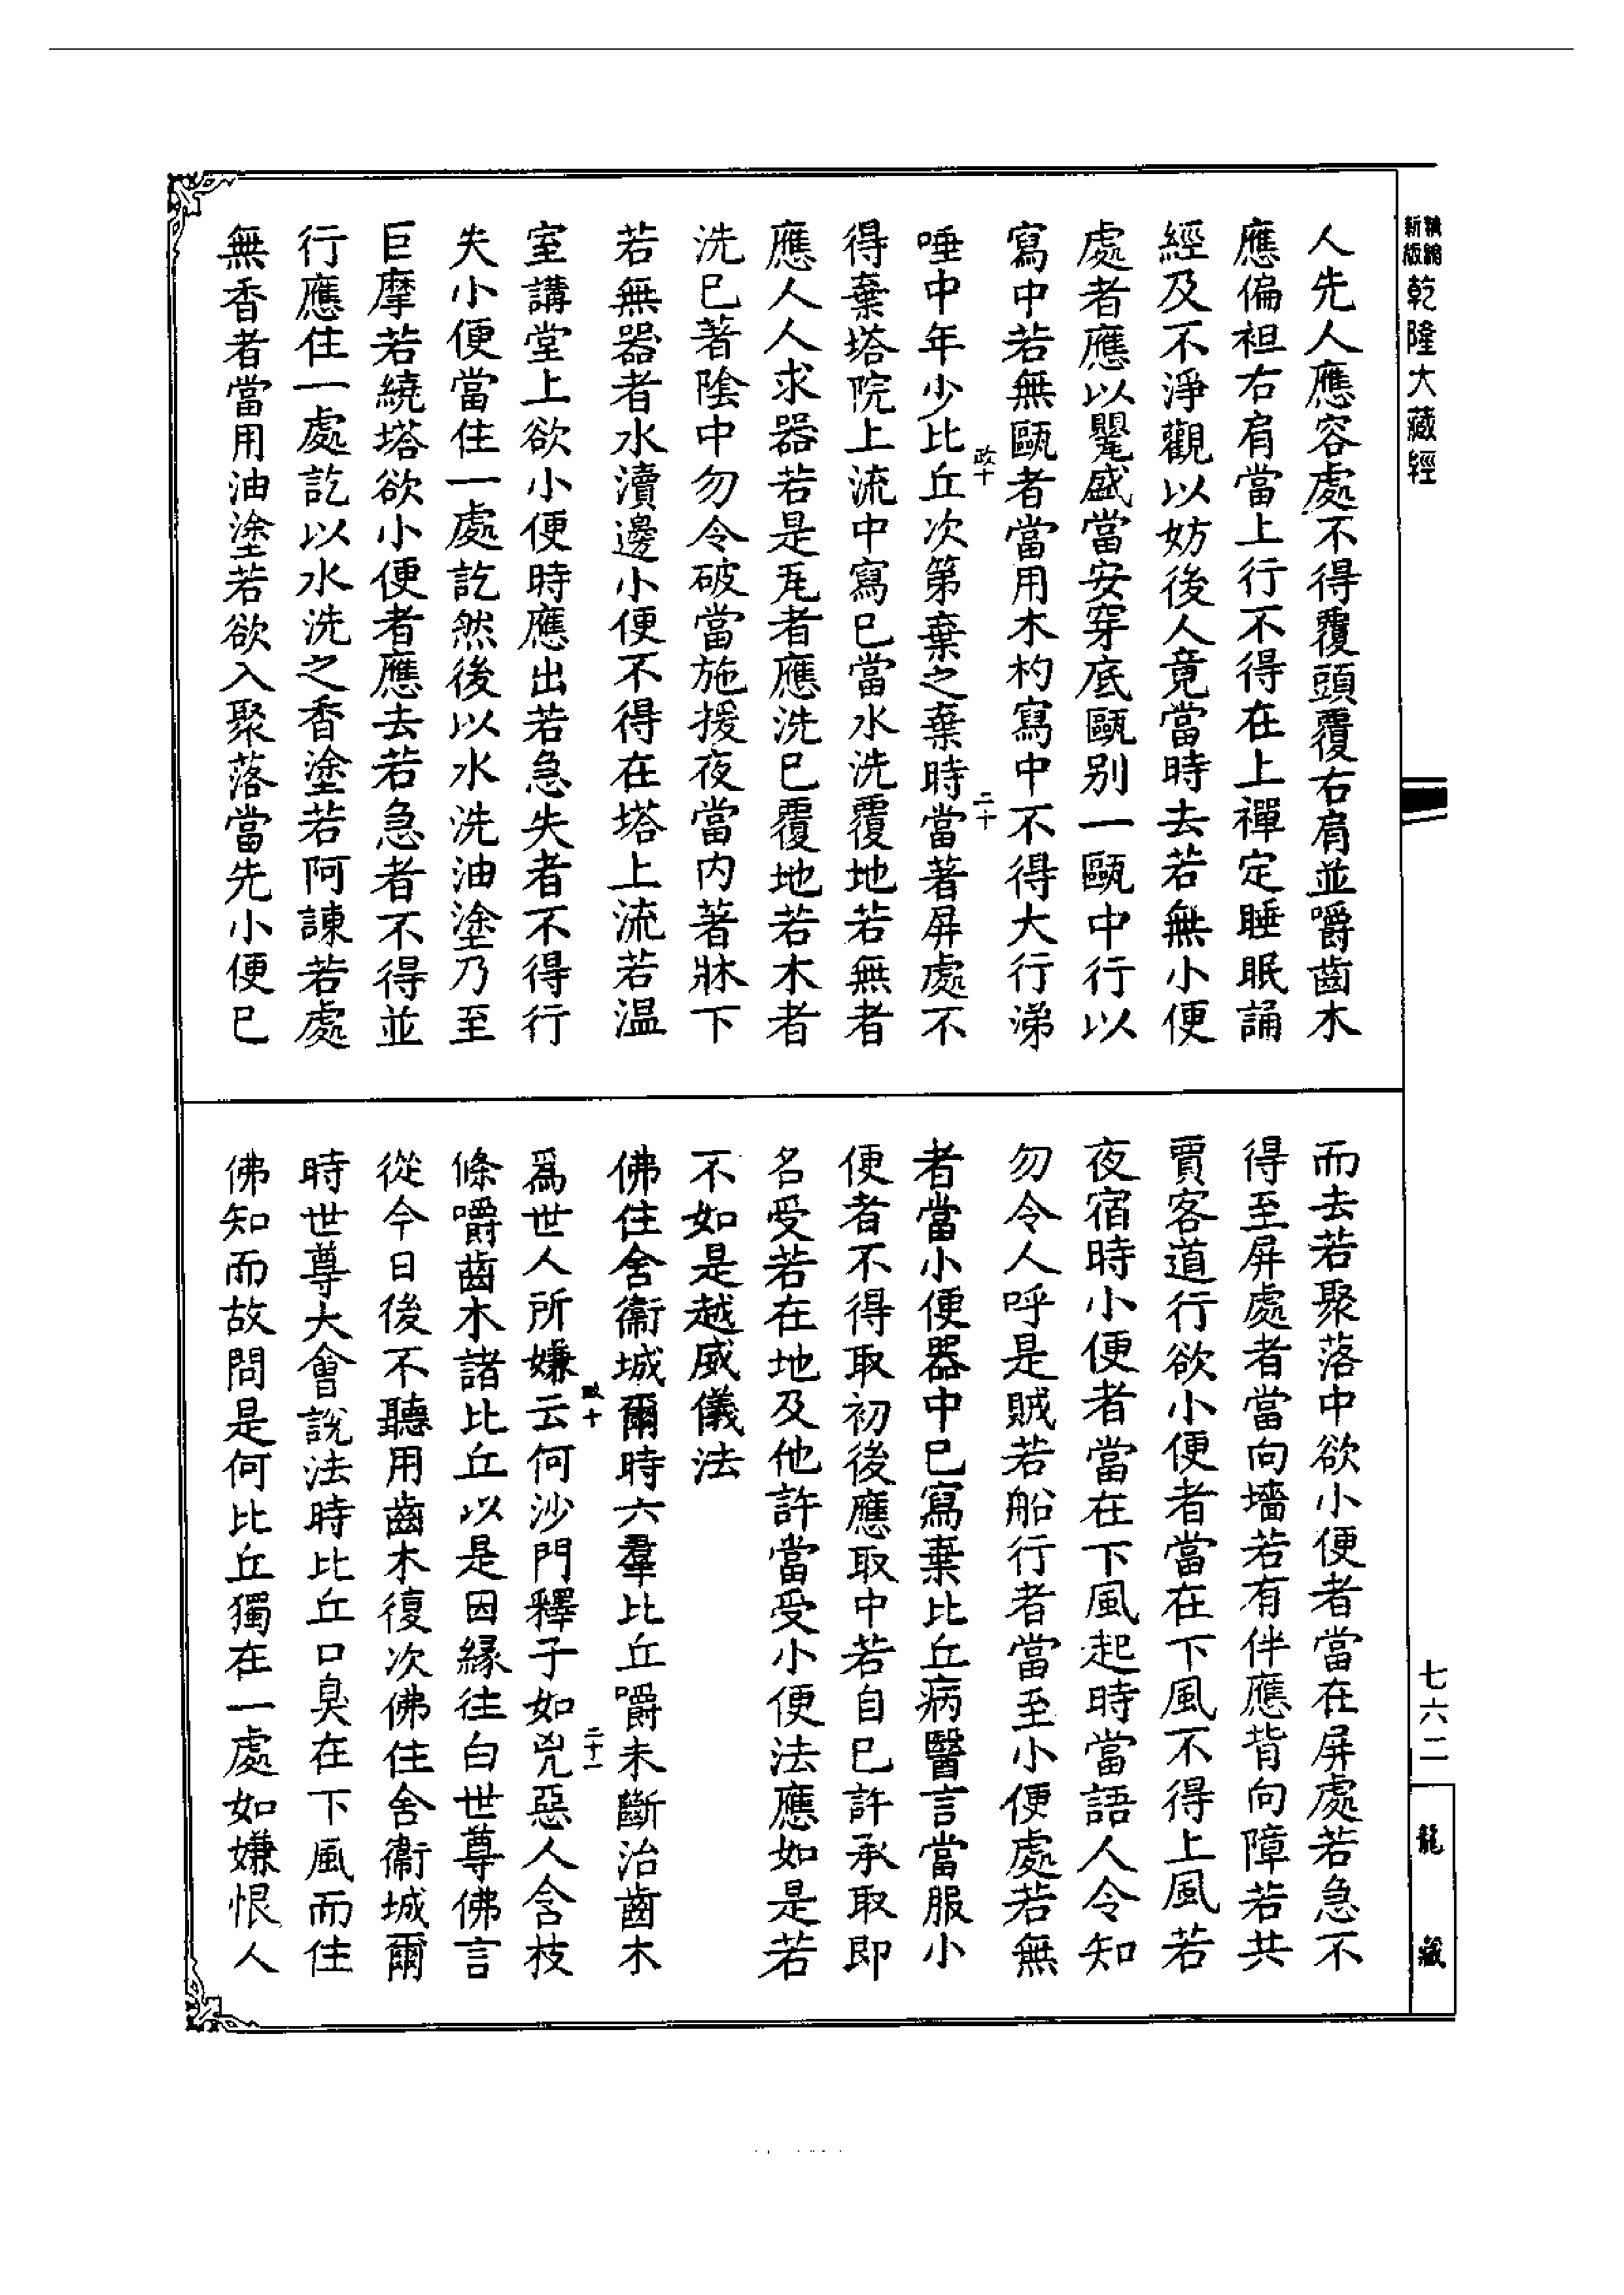 新版
精縮
乾隆大藏經
人先人應容處不得覆頭覆右肩並嚼齒木
應偏袒右肩當上行不得在上禪定睡眠誦
經及不淨觀以妨後人竟當時去若無小便
處者應以甖盛當安穿底甌别一甌中行以
寫中若無甌者當用木杓寫中不得大行涕
唾中年少比丘次第棄之棄時當著屏處不
政十
二十
得棄塔院上流中寫已當水洗覆地若無者
應人人求器若是瓦者應洗已覆地若木者
洗已著陰中勿令破當施援夜當内著牀下
若無器者水瀆邊小便不得在塔上流若温
室講堂上欲小便時應出若急失者不得行
失小便當住一處訖然後以水洗油塗乃至
巨摩若繞塔欲小便者應去若急者不得並
行應住一處訖以水洗之香塗若阿諫若處
無香者當用油塗若欲入聚落當先小便已
而去若聚落中欲小便者當在屏處若急不
得至屏處者當向墻若有伴應背向障若共
賈客道行欲小便者當在下風不得上風若
夜宿時小便者當在下風起時當語人令知
勿令人呼是賊若船行者當至小便處若無
者當小便器中已寫棄比丘病醫言當服小
便者不得取初後應取中若自已許承取即
名受若在地及他許當受小便法應如是若
不如是越威儀法
佛住舍衞城爾時六羣比丘嚼未斷治齒木
爲世人所嫌云何沙門釋子如兇惡人含枝
政十
二十一
條嚼齒木諸比丘以是因緣往白世尊佛言
從今日後不聽用齒木復次佛住舍衞城爾
時世尊大會說法時比丘口臭在下風而住
佛知而故問是何比丘獨在一處如嫌恨人
七六二
龍藏